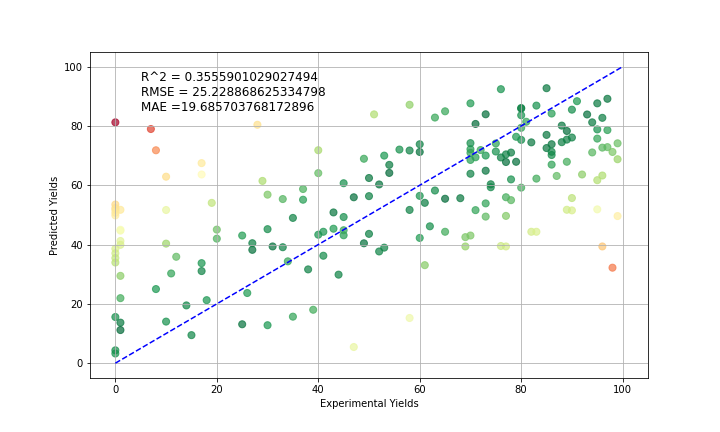 R^2 = 0.3555901029027494
RMSE = 25.228868625334798
MAE =19.685703768172896
100
80
60
40
20
0
Predicted Yields
0 20 40 60 80 100
Experimental Yields